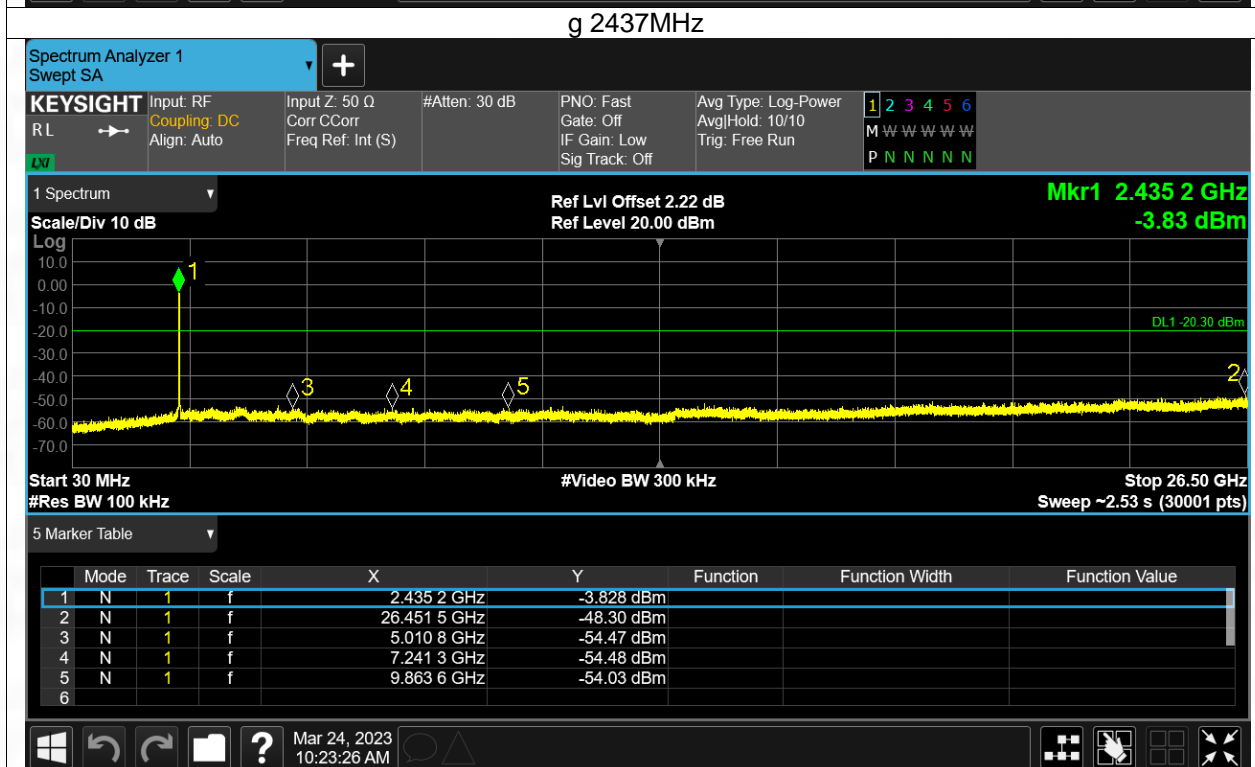 g 2437MHz
Spectrum Analyzer 1
Swept SA
KEYSIGHT Input: RF Input Z: 50 Ω #Atten: 30 dB PNO: Fast Avg Type: Log-Power 1 2 3 4 5 6
R L Coupling: DC Corr CCorr Gate: Off Avg|Hold: 10/10 M W W W W W
Align: Auto Freq Ref: Int (S) IF Gain: Low Trig: Free Run
LXI Sig Track: Off P N N N N N
1 Spectrum Ref Lvl Offset 2.22 dB Mkr1 2.435 2 GHz
Scale/Div 10 dB Ref Level 20.00 dBm -3.83 dBm
Log
10.0 1
0.00
-10.0
-20.0 DL1 -20.30 dBm
-30.0
-40.0 3 4 5 2
-50.0
-60.0
-70.0
Start 30 MHz #Video BW 300 kHz Stop 26.50 GHz
#Res BW 100 kHz Sweep ~2.53 s (30001 pts)
5 Marker Table
Mode Trace Scale X Y Function Function Width Function Value
1 N 1 f 2.435 2 GHz -3.828 dBm
2 N 1 f 26.451 5 GHz -48.30 dBm
3 N 1 f 5.010 8 GHz -54.47 dBm
4 N 1 f 7.241 3 GHz -54.48 dBm
5 N 1 f 9.863 6 GHz -54.03 dBm
6
? Mar 24, 2023
10:23:26 AM